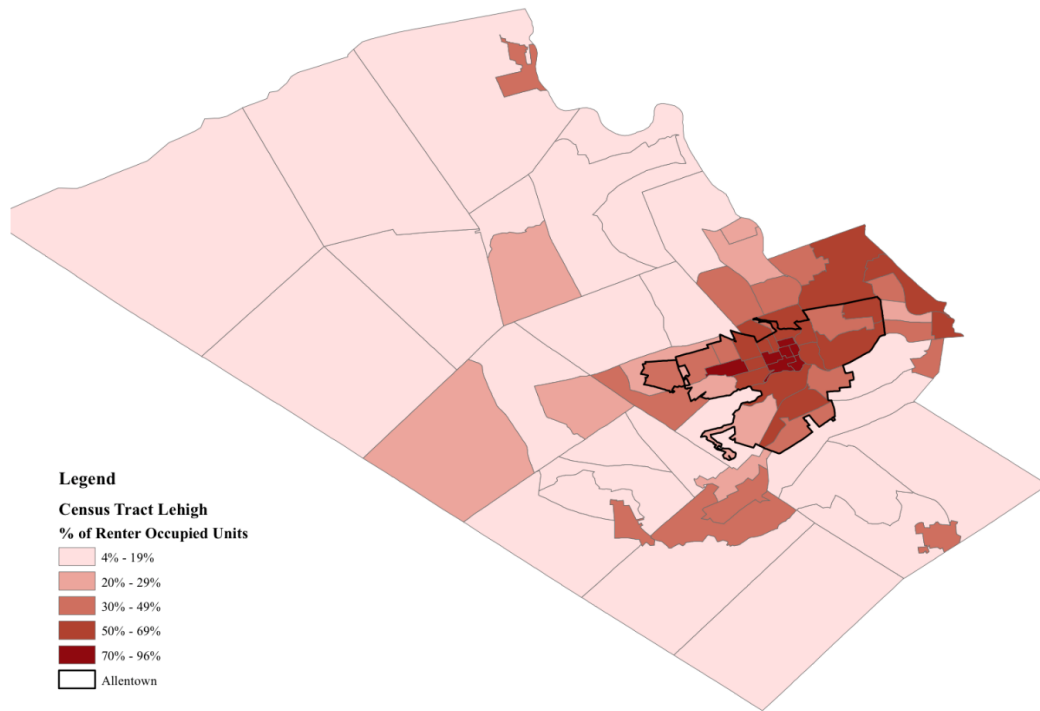 Legend
Census Tract Lehigh
% of Renter Occupied Units
4% - 19%
20% - 29%
30% - 49%
50% - 69%
70% - 96%
Allentown